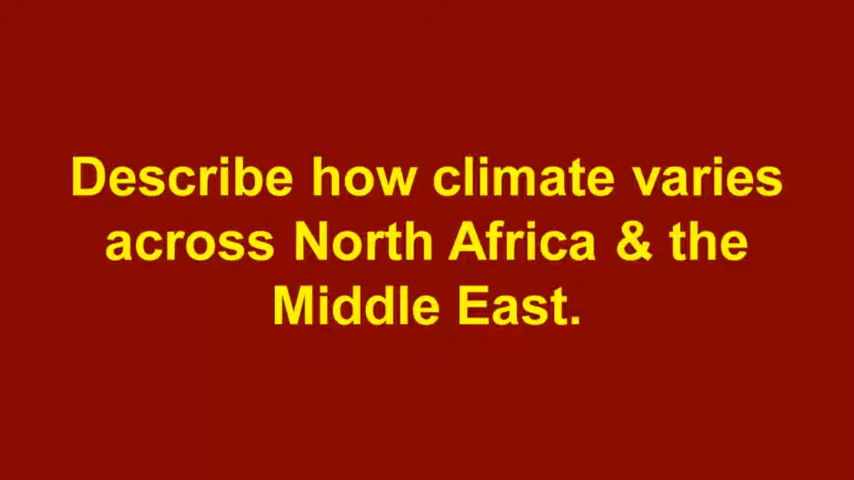 Describe how climate varies
across North Africa & the
Middle East.